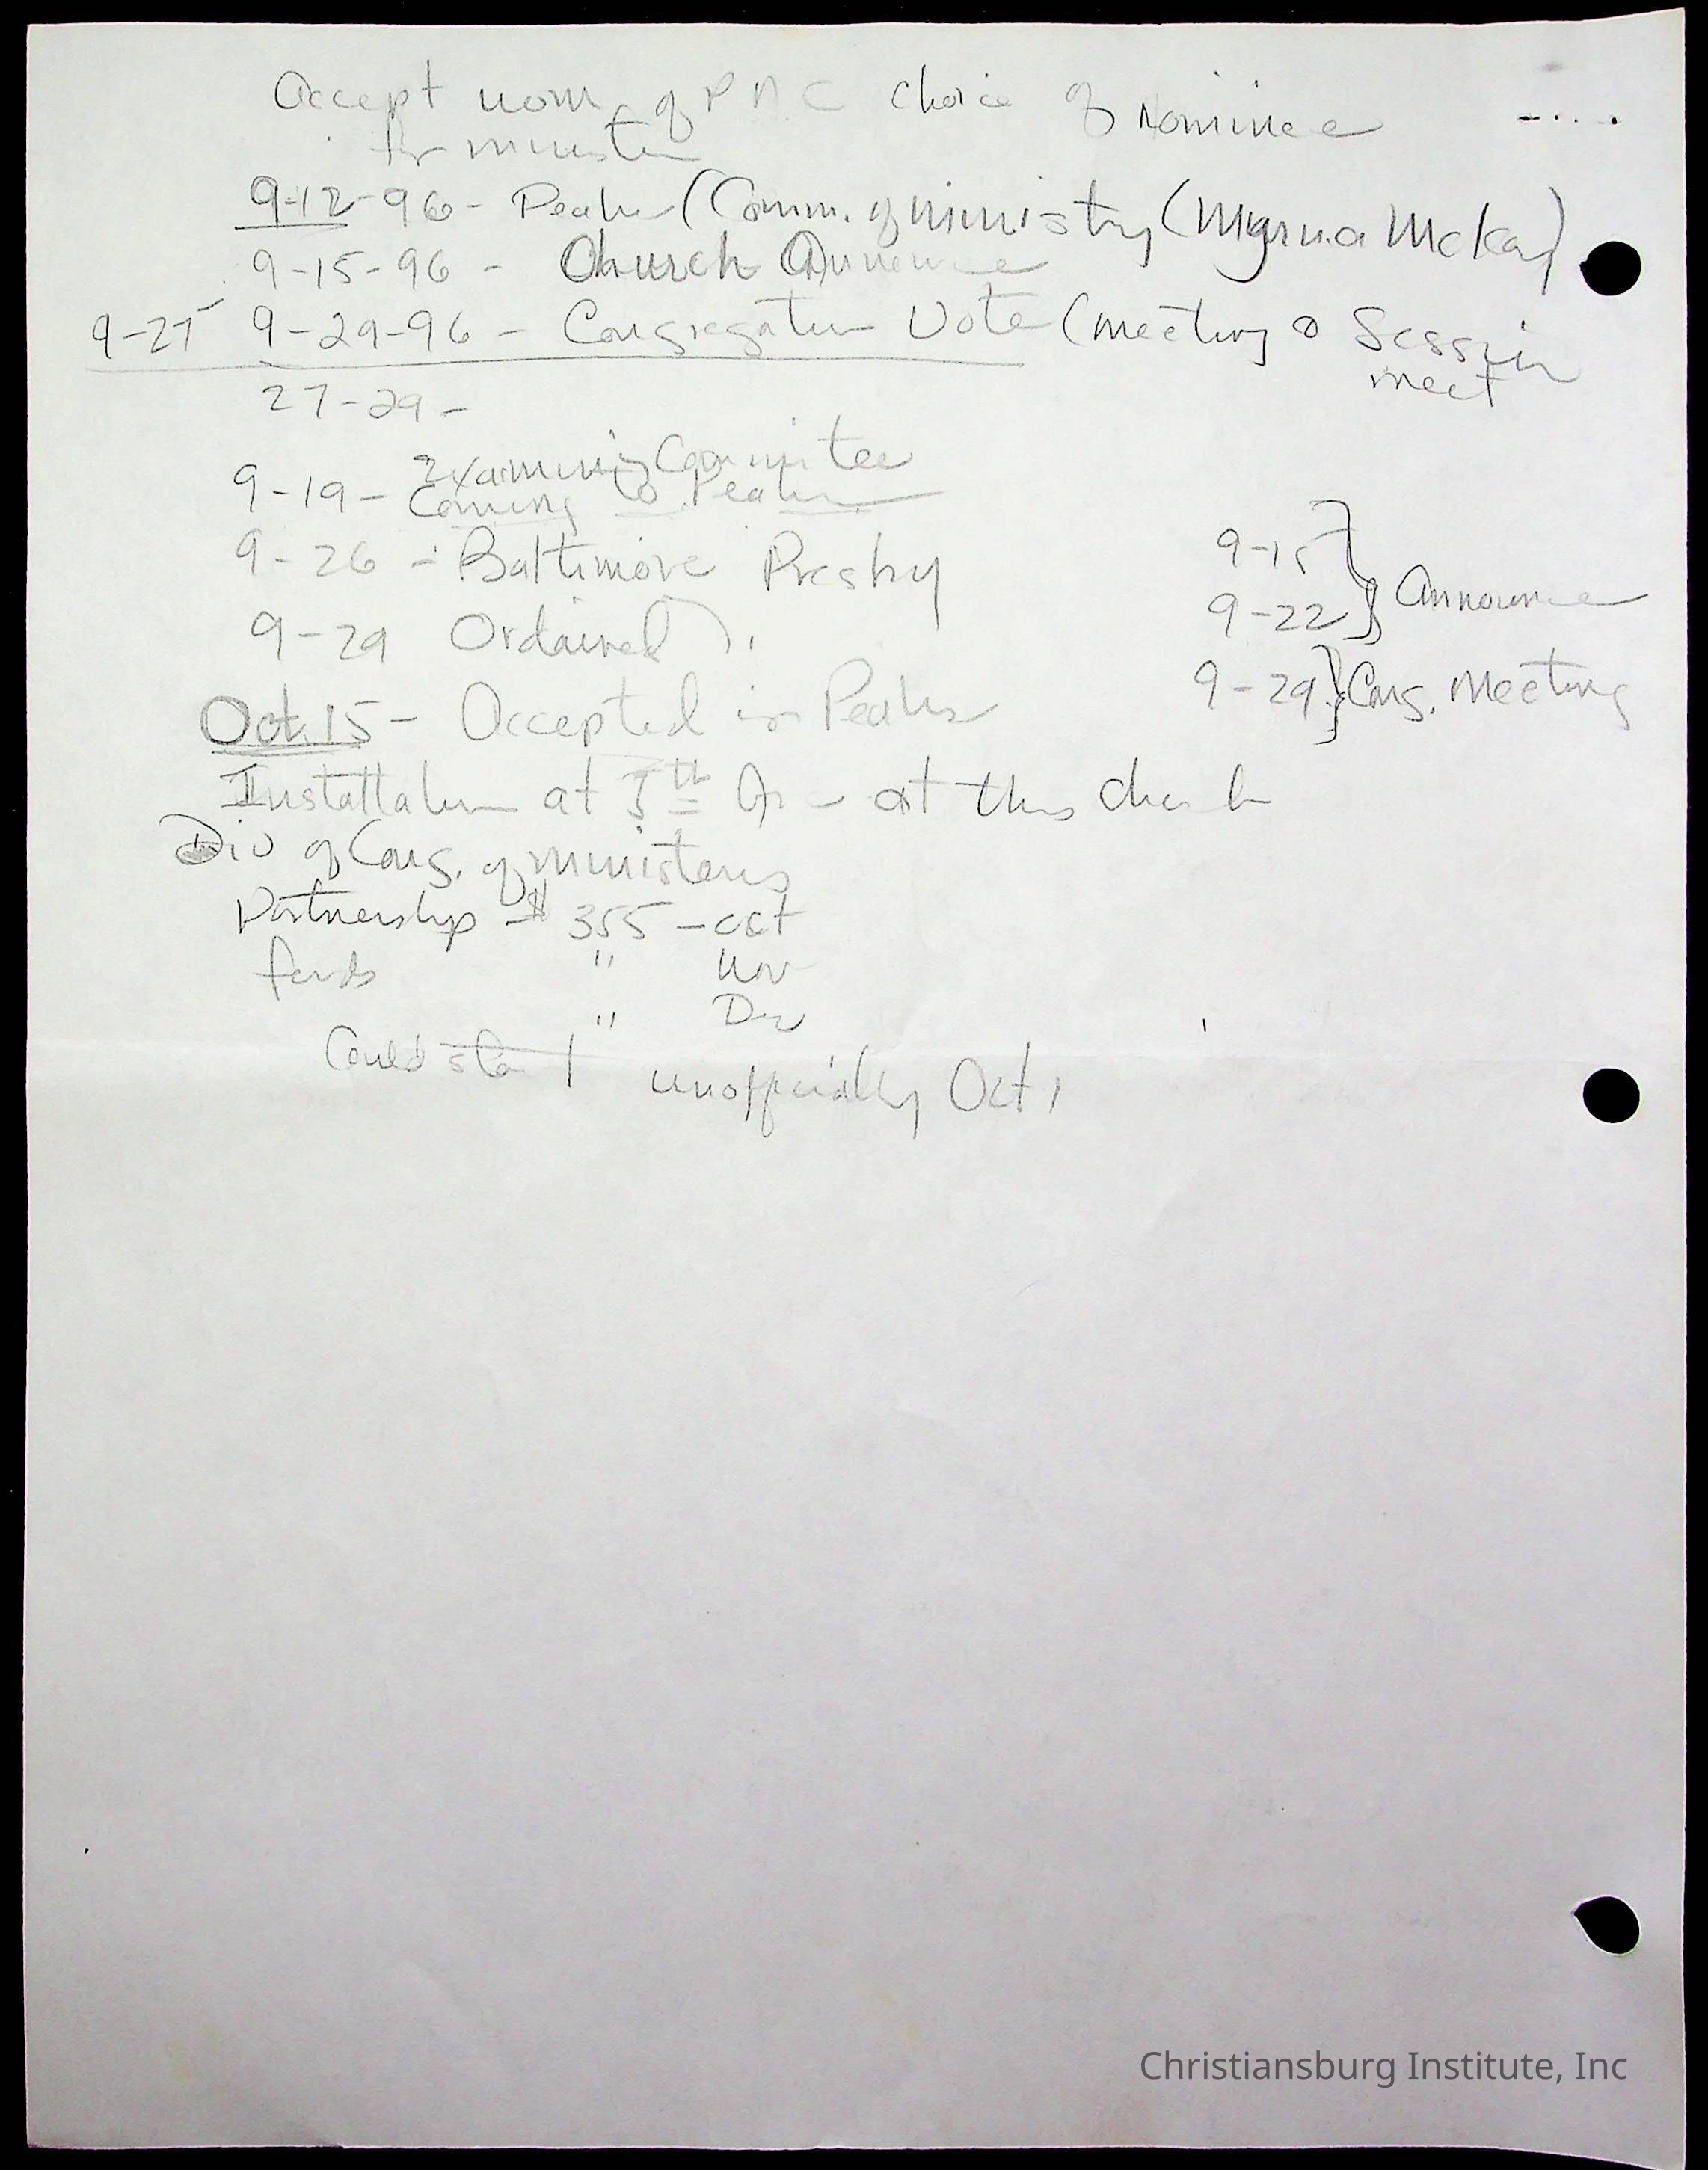 Accept nom. of PNC choice of Nominee
for minister
9-12-96 - Peaks (Comm. of ministry (Myrna McKay)
9-15-96 - Church Announce
9-27 9-29-96 - Congregation Vote (meeting & Session
meet
27-29-
9-19- Examining Committee
Coming to Peaks
9-26 - Baltimore Presby
9-29 Ordained
9-15
9-22 } Announce
9-29 } Cong. Meeting
Oct. 15 - Accepted in Peaks
Installation at - at this church
Div of Cong. of ministers
Partnership - $ 355 - Oct
funds " Nov
" Dec
Could start unofficially Oct 1
Christiansburg Institute, Inc